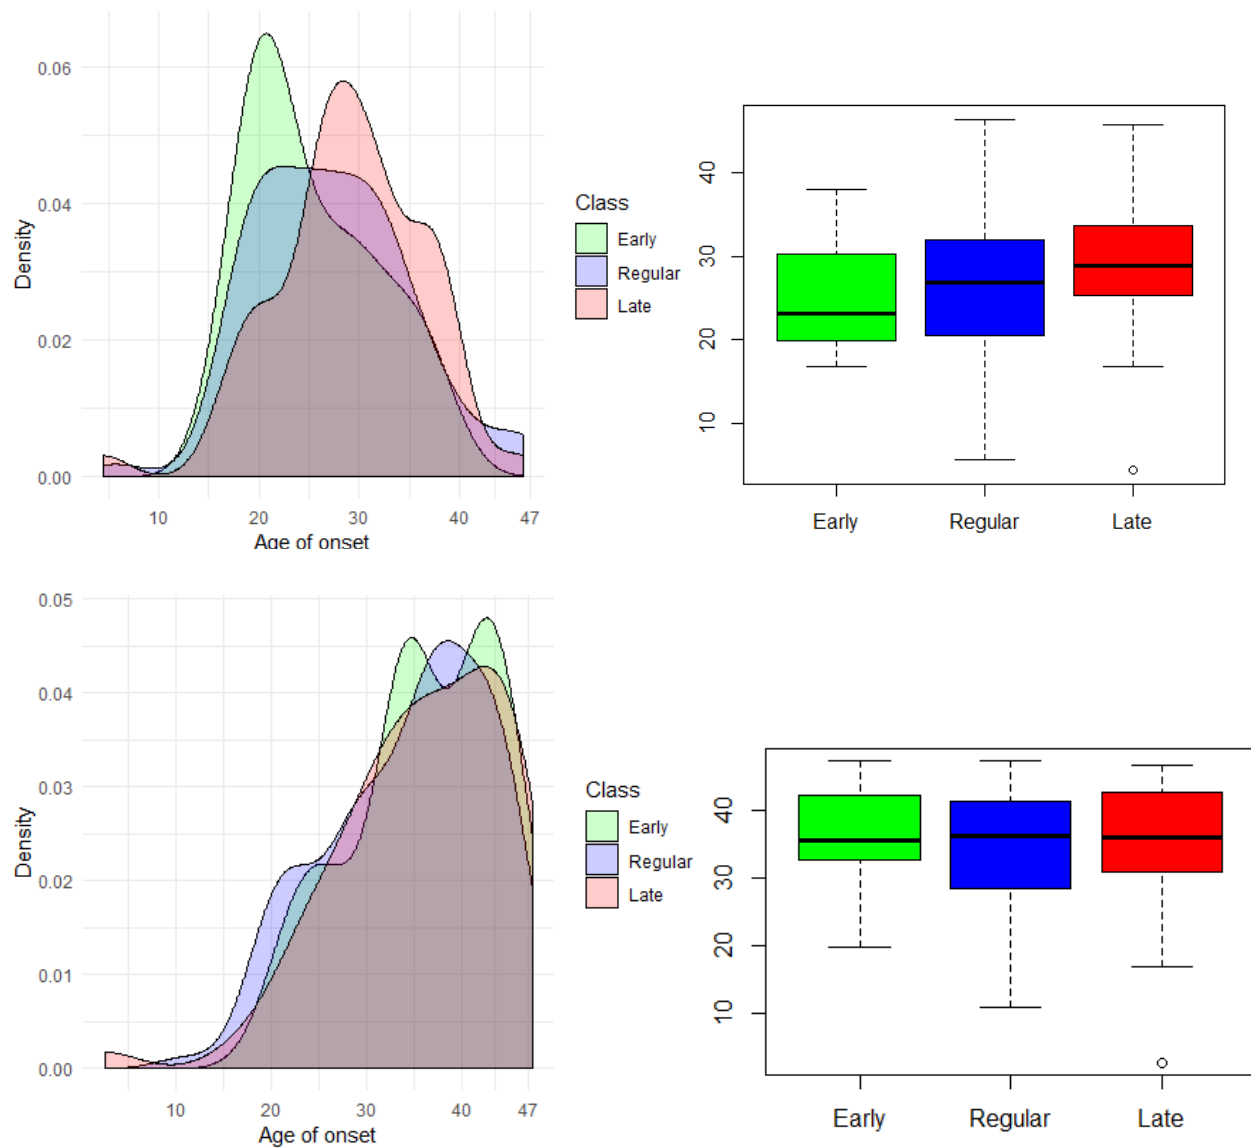 0.06
0.04
0.02
0.00
Density
10 20 30 40 47
Age of onset
Class
Early
Regular
Late
40
30
20
10
Early Regular Late
0.05
0.04
0.03
0.02
0.01
0.00
Density
10 20 30 40 47
Age of onset
Class
Early
Regular
Late
40
30
20
10
Early Regular Late